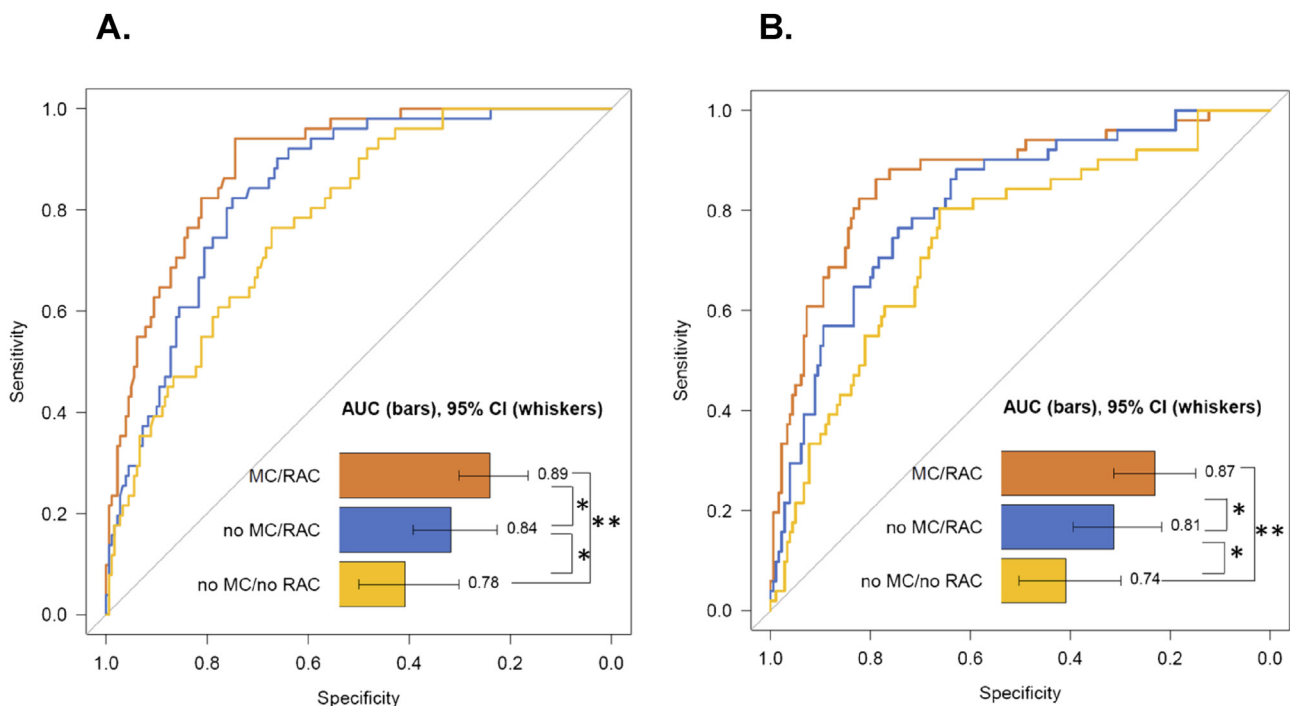 A.
1.0
0.8
0.6
0.4
0.2
0.0
Sensitivity
AUC (bars), 95% CI (whiskers)
MC/RAC
0.89
no MC/RAC
0.84
no MC/no RAC
0.78
*
*
**
1.0 0.8 0.6 0.4 0.2 0.0
Specificity
B.
1.0
0.8
0.6
0.4
0.2
0.0
Sensitivity
AUC (bars), 95% CI (whiskers)
MC/RAC
0.87
no MC/RAC
0.81
no MC/no RAC
0.74
*
*
**
1.0 0.8 0.6 0.4 0.2 0.0
Specificity